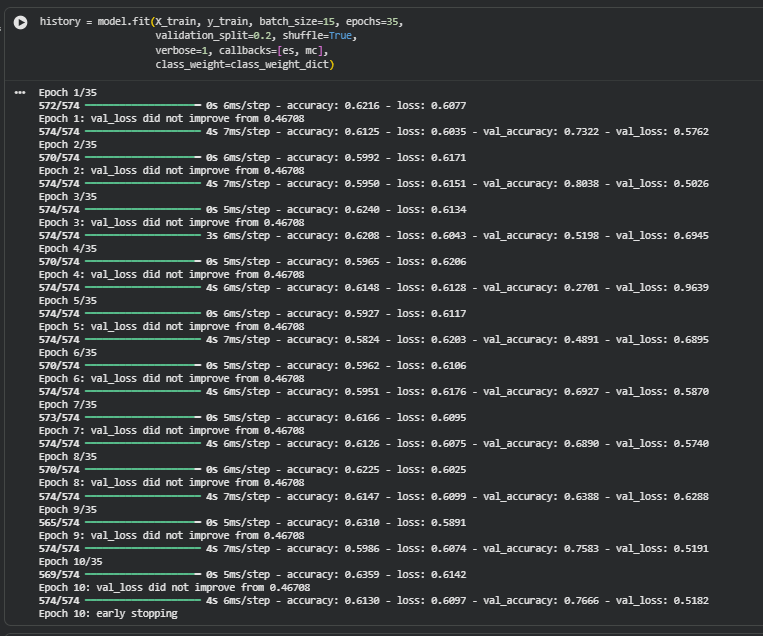 history = model.fit(X_train, y_train, batch_size=15, epochs=35,
validation_split=0.2, shuffle=True,
verbose=1, callbacks=[es, mc],
class_weight=class_weight_dict)
Epoch 1/35
572/574 0s 6ms/step - accuracy: 0.6216 - loss: 0.6077
Epoch 1: val_loss did not improve from 0.46708
574/574 4s 7ms/step - accuracy: 0.6125 - loss: 0.6035 - val_accuracy: 0.7322 - val_loss: 0.5762
Epoch 2/35
570/574 0s 6ms/step - accuracy: 0.5992 - loss: 0.6171
Epoch 2: val_loss did not improve from 0.46708
574/574 4s 7ms/step - accuracy: 0.5950 - loss: 0.6151 - val_accuracy: 0.8038 - val_loss: 0.5026
Epoch 3/35
574/574 0s 5ms/step - accuracy: 0.6240 - loss: 0.6134
Epoch 3: val_loss did not improve from 0.46708
574/574 3s 6ms/step - accuracy: 0.6208 - loss: 0.6043 - val_accuracy: 0.5198 - val_loss: 0.6945
Epoch 4/35
570/574 0s 5ms/step - accuracy: 0.5965 - loss: 0.6206
Epoch 4: val_loss did not improve from 0.46708
574/574 4s 6ms/step - accuracy: 0.6148 - loss: 0.6128 - val_accuracy: 0.2701 - val_loss: 0.9639
Epoch 5/35
574/574 0s 6ms/step - accuracy: 0.5927 - loss: 0.6117
Epoch 5: val_loss did not improve from 0.46708
574/574 4s 7ms/step - accuracy: 0.5824 - loss: 0.6203 - val_accuracy: 0.4891 - val_loss: 0.6895
Epoch 6/35
570/574 0s 5ms/step - accuracy: 0.5962 - loss: 0.6106
Epoch 6: val_loss did not improve from 0.46708
574/574 4s 6ms/step - accuracy: 0.5951 - loss: 0.6176 - val_accuracy: 0.6927 - val_loss: 0.5870
Epoch 7/35
573/574 0s 5ms/step - accuracy: 0.6166 - loss: 0.6095
Epoch 7: val_loss did not improve from 0.46708
574/574 4s 6ms/step - accuracy: 0.6126 - loss: 0.6075 - val_accuracy: 0.6890 - val_loss: 0.5740
Epoch 8/35
570/574 0s 6ms/step - accuracy: 0.6225 - loss: 0.6025
Epoch 8: val_loss did not improve from 0.46708
574/574 4s 7ms/step - accuracy: 0.6147 - loss: 0.6099 - val_accuracy: 0.6388 - val_loss: 0.6288
Epoch 9/35
565/574 0s 5ms/step - accuracy: 0.6310 - loss: 0.5891
Epoch 9: val_loss did not improve from 0.46708
574/574 4s 7ms/step - accuracy: 0.5986 - loss: 0.6074 - val_accuracy: 0.7583 - val_loss: 0.5191
Epoch 10/35
569/574 0s 5ms/step - accuracy: 0.6359 - loss: 0.6142
Epoch 10: val_loss did not improve from 0.46708
574/574 4s 6ms/step - accuracy: 0.6130 - loss: 0.6097 - val_accuracy: 0.7666 - val_loss: 0.5182
Epoch 10: early stopping